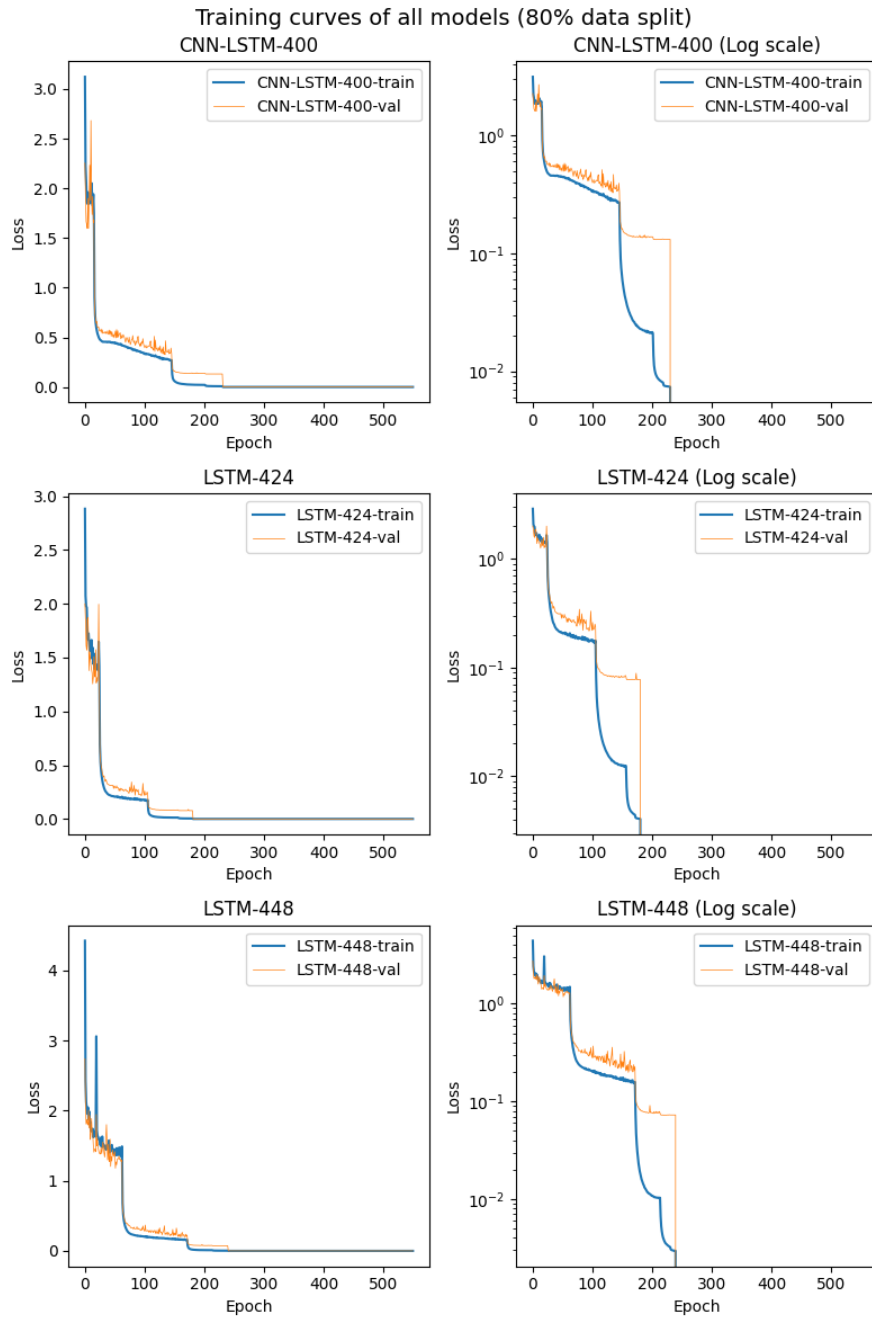 Training curves of all models (80% data split)
CNN-LSTM-400
CNN-LSTM-400-train
CNN-LSTM-400-val
3.0
2.5
2.0
1.5
1.0
0.5
0.0
Loss
0 100 200 300 400 500
Epoch
CNN-LSTM-400 (Log scale)
CNN-LSTM-400-train
CNN-LSTM-400-val
10⁰
10⁻¹
10⁻²
Loss
0 100 200 300 400 500
Epoch
LSTM-424
LSTM-424-train
LSTM-424-val
3.0
2.5
2.0
1.5
1.0
0.5
0.0
Loss
0 100 200 300 400 500
Epoch
LSTM-424 (Log scale)
LSTM-424-train
LSTM-424-val
10⁰
10⁻¹
10⁻²
Loss
0 100 200 300 400 500
Epoch
LSTM-448
LSTM-448-train
LSTM-448-val
4
3
2
1
0
Loss
0 100 200 300 400 500
Epoch
LSTM-448 (Log scale)
LSTM-448-train
LSTM-448-val
10⁰
10⁻¹
10⁻²
Loss
0 100 200 300 400 500
Epoch